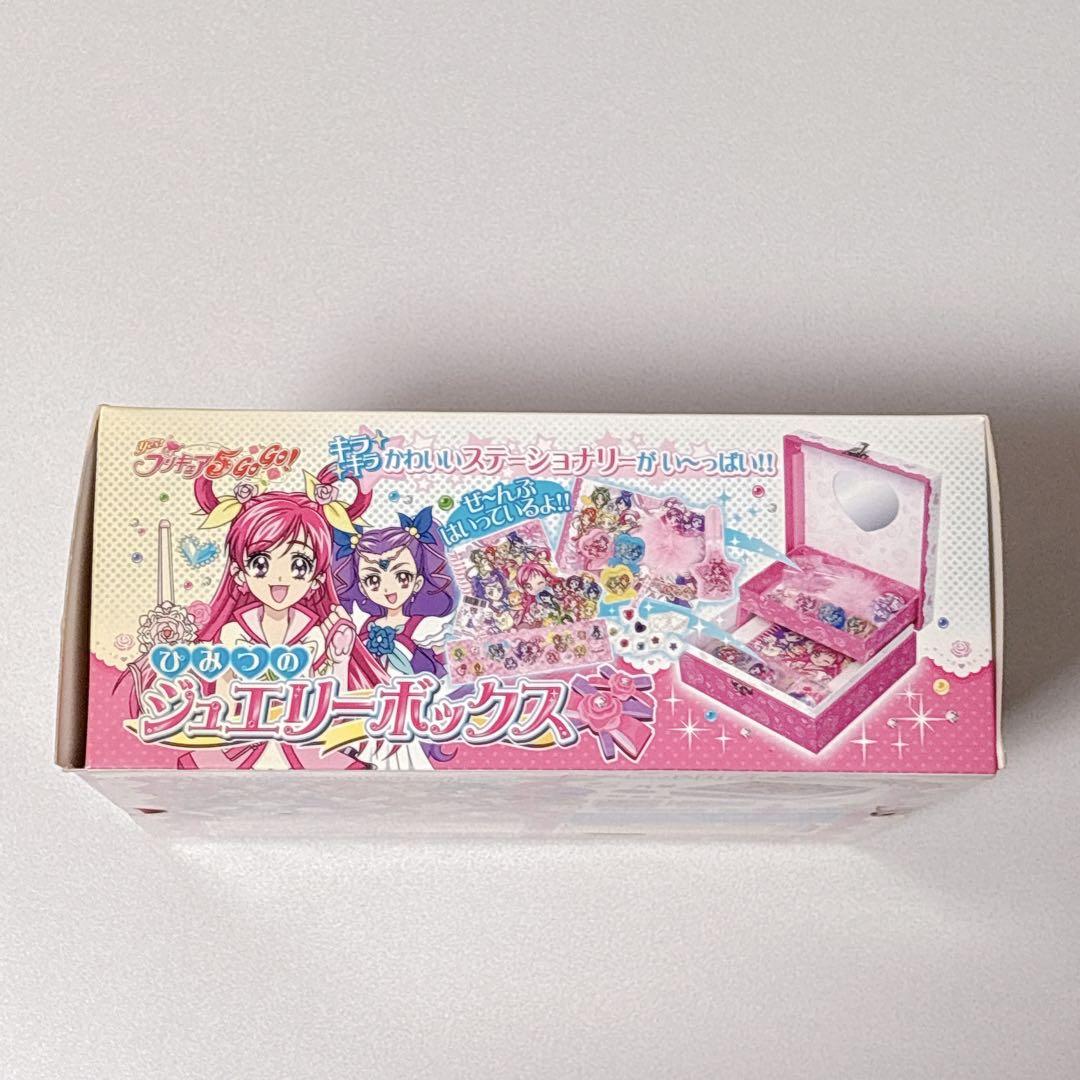 Yes!
プリキュア5GoGo!
キラキラかわいいステーショナリーがい〜っぱい!!
ぜ〜んぶ
はいっているよ!!
ひみつの
ジュエリーボックス